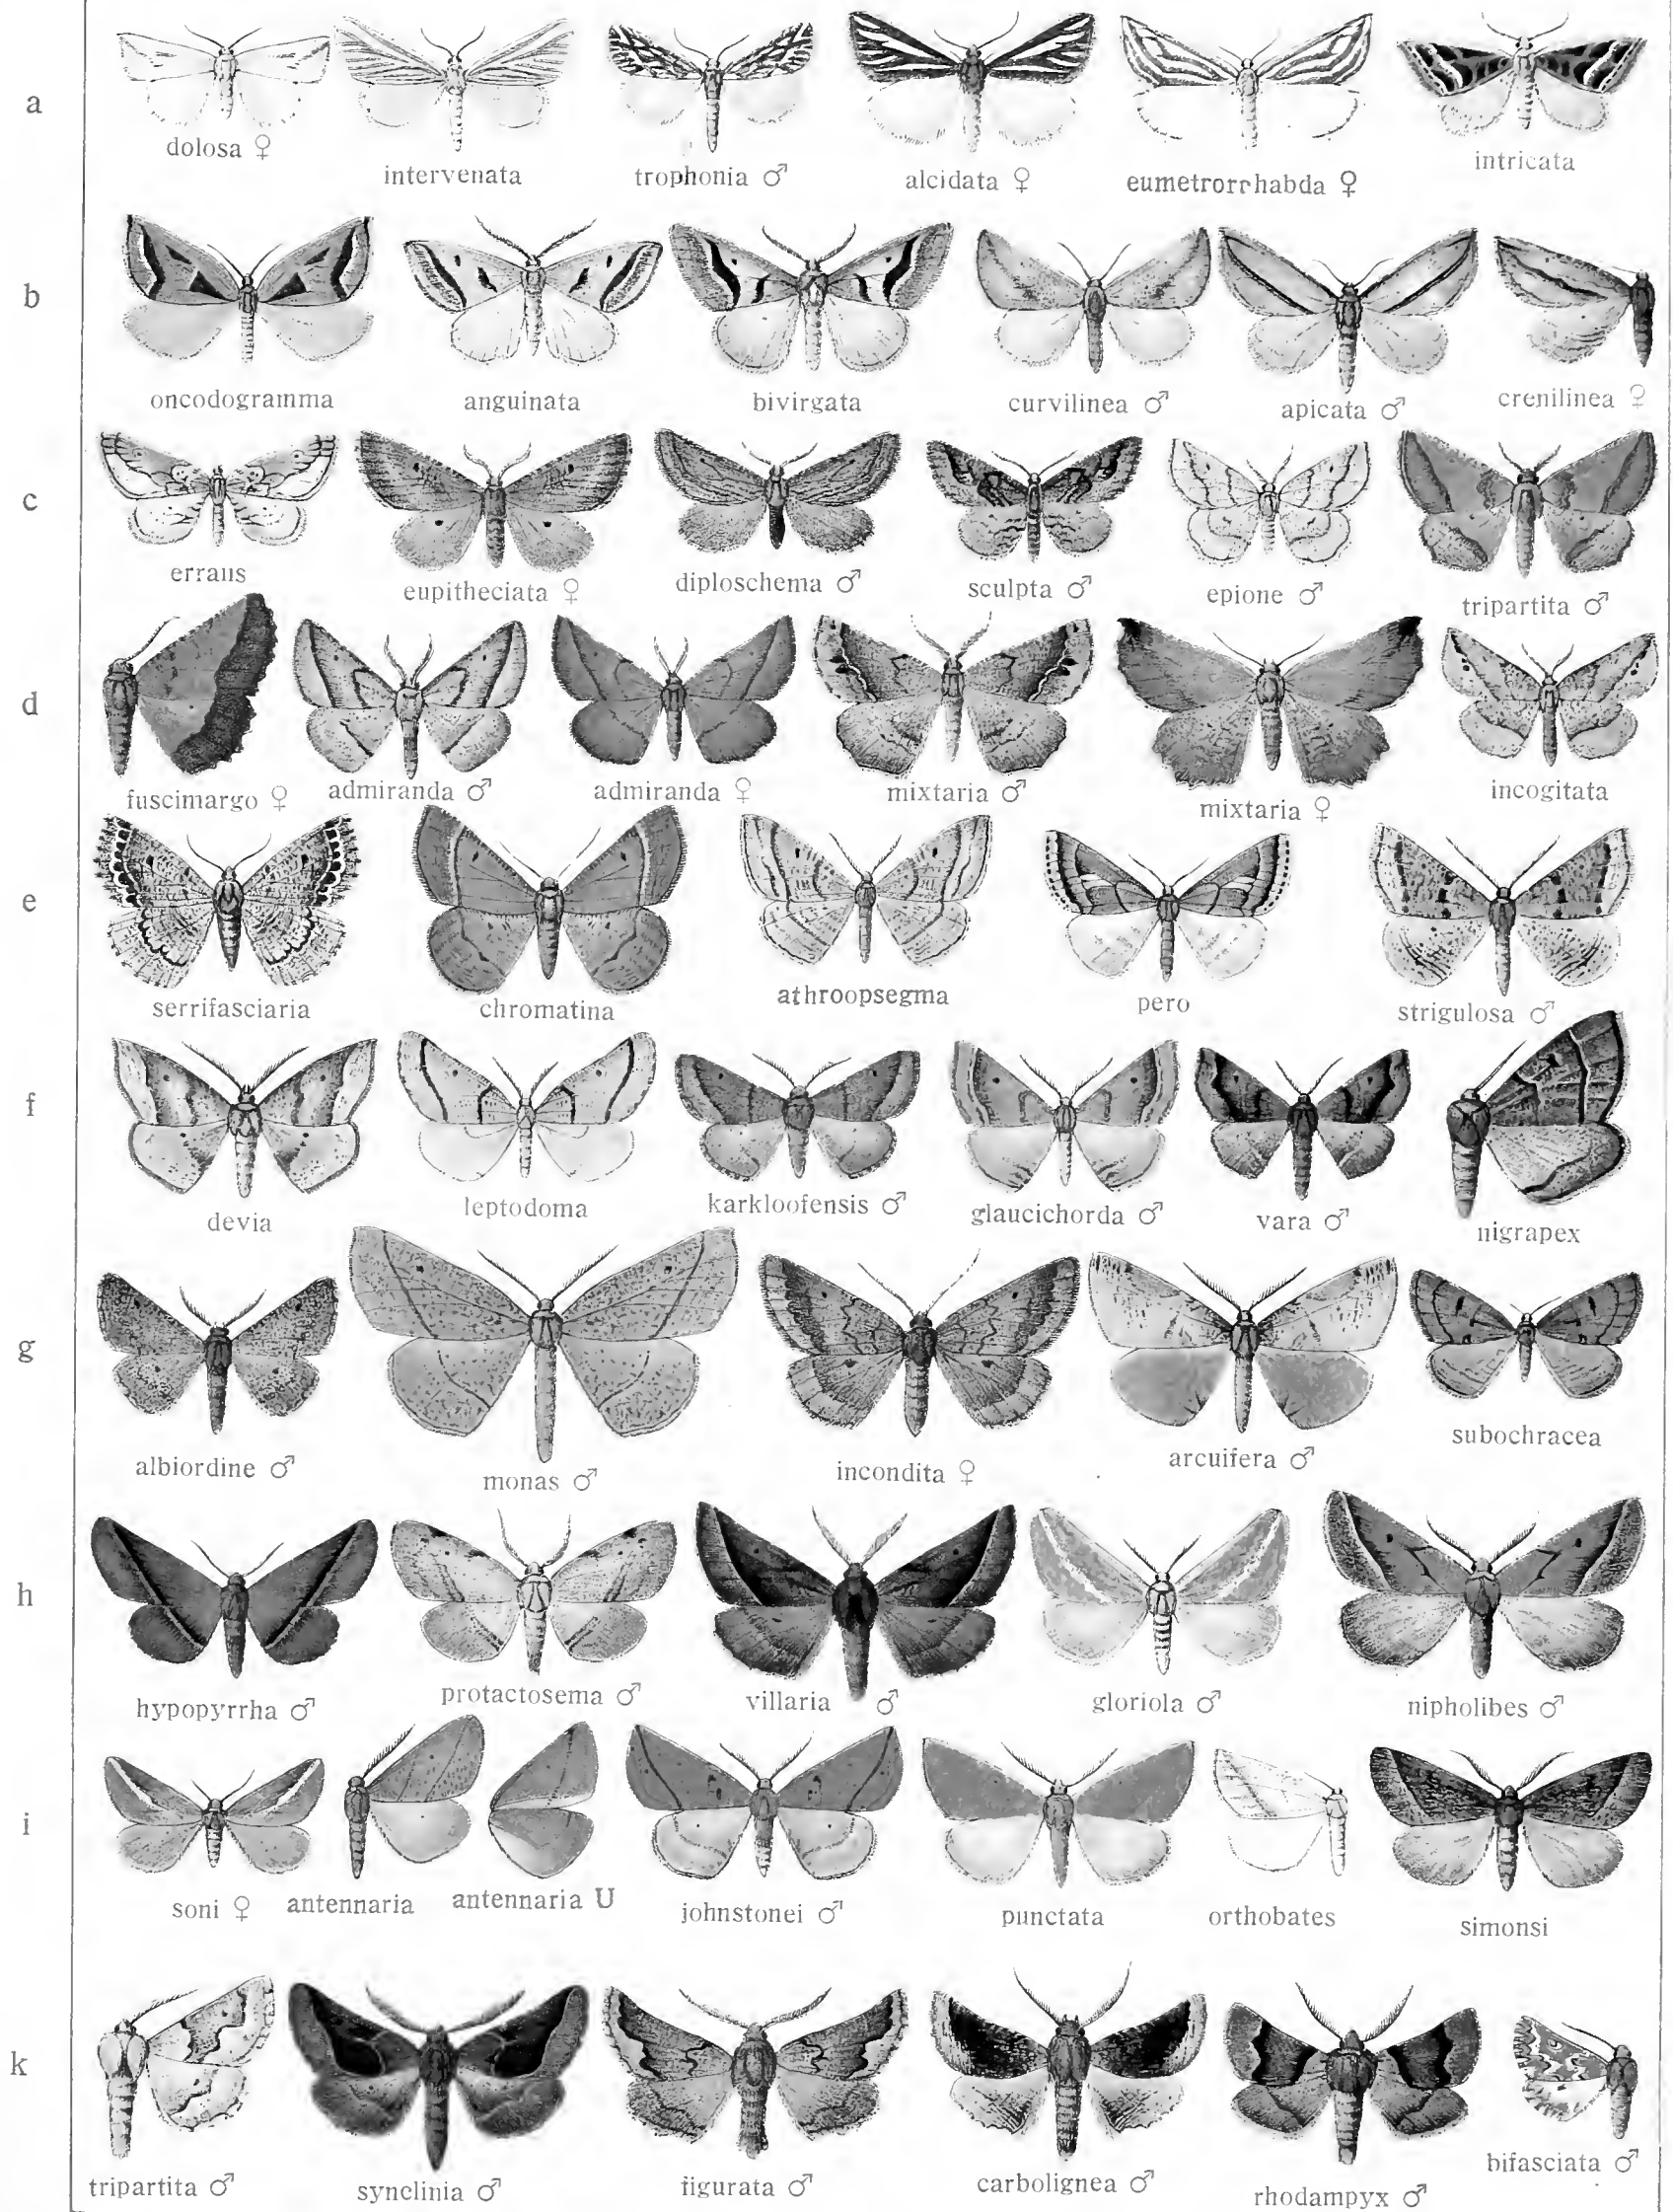 a
dolosa ♀
intervenata
trophonia ♂
alcidata ♀
eumetrorrhabda ♀
intricata
b
oncodogramma
anguinata
bivirgata
curvilinea ♂
apicata ♂
crenilinea ♀
c
errans
eupitheciata ♀
diploschema ♂
sculpta ♂
epione ♂
tripartita ♂
d
fuscimargo ♀
admiranda ♂
admiranda ♀
mixtaria ♂
mixtaria ♀
incogitata
e
serrifasciaria
chromatina
athroopsegma
pero
strigulosa ♂
f
devia
leptodoma
karkloofensis ♂
glaucichorda ♂
vara ♂
nigrapex
g
albiordine ♂
monas ♂
incondita ♀
arcuifera ♂
subochracea
h
hypopyrrha ♂
protactosema ♂
villaria ♂
gloriola ♂
nipholibes ♂
i
soni ♀
antennaria
antennaria U
johnstonei ♂
punctata
orthobates
simonsi
k
tripartita ♂
synclinia ♂
figurata ♂
carbolignea ♂
rhodampyx ♂
bifasciata ♂